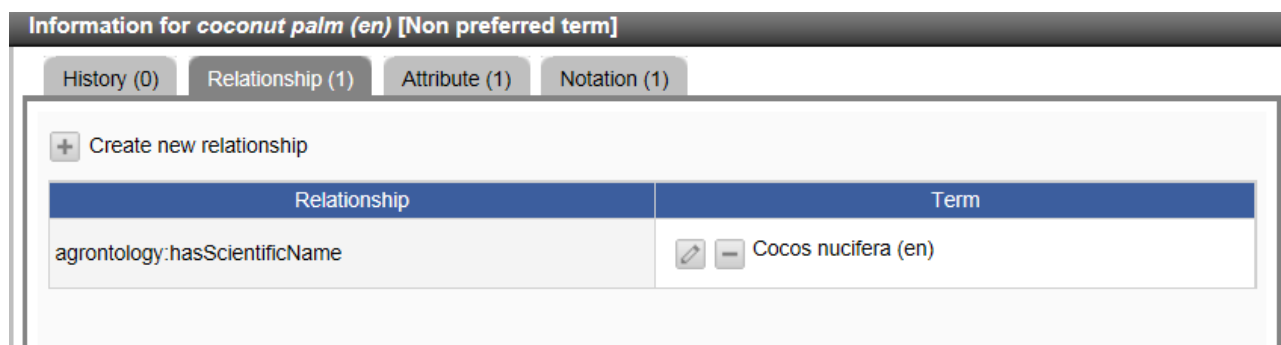 Information for coconut palm (en) [Non preferred term]
History (0) Relationship (1) Attribute (1) Notation (1)
Create new relationship
Relationship Term
agrontology:hasScientificName Cocos nucifera (en)